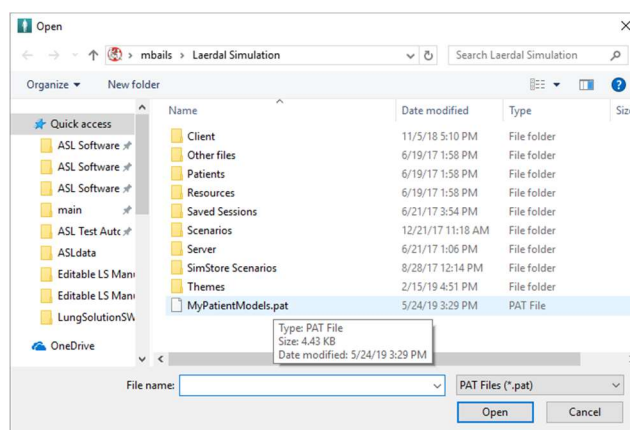 Open
mbails > Laerdal Simulation
Search Laerdal Simulation
Organize
New folder
Name
Date modified
Type
Quick access
ASL Software
ASL Software
ASL Software
main
ASL Test Autc
ASLdata
Editable LS Man
Editable LS Man
LungSolutionSW
OneDrive
Client 11/5/18 5:10 PM File folder
Other files 6/19/17 1:58 PM File folder
Patients 6/19/17 1:58 PM File folder
Resources 6/19/17 1:58 PM File folder
Saved Sessions 6/21/17 3:54 PM File folder
Scenarios 12/21/17 11:18 AM File folder
Server 6/21/17 1:06 PM File folder
SimStore Scenarios 8/28/17 12:14 PM File folder
Themes 2/15/19 4:51 PM File folder
MyPatientModels.pat 5/24/19 3:29 PM PAT File
Type: PAT File
Size: 4.43 KB
Date modified: 5/24/19 3:29 PM
File name:
PAT Files (*.pat)
Open
Cancel